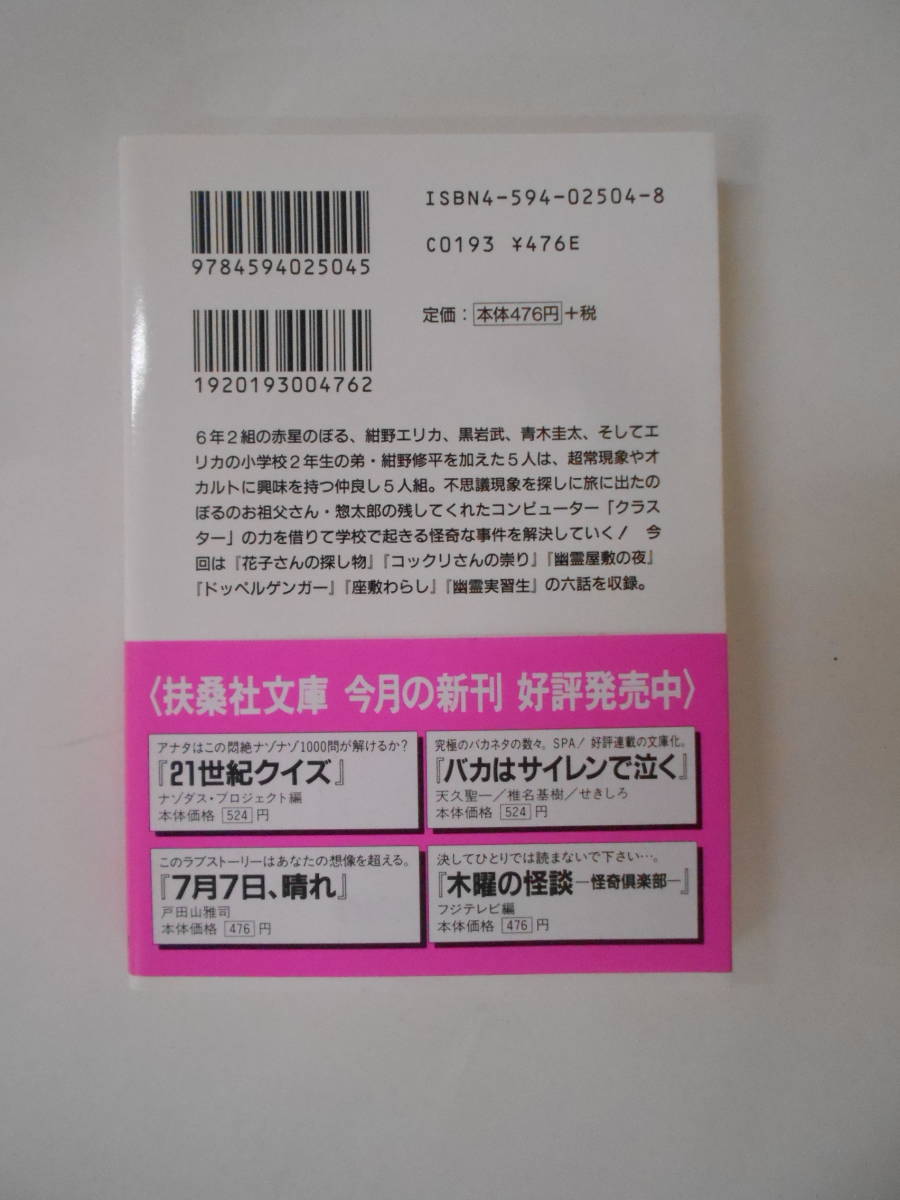 ISBN4-594-02504-8
9784594025045
C0193 ¥476E
定価：本体476円+税
1920193004762
6年2組の赤星のぼる、紺野エリカ、黒岩武、青木圭太、そしてエ
リカの小学校2年生の弟・紺野修平を加えた5人は、超常現象やオ
カルトに興味を持つ仲良し5人組。不思議現象を探しに旅に出たの
ぼるのお祖父さん・惣太郎の残してくれたコンピューター「クラス
ター」の力を借りて学校で起きる怪奇な事件を解決していく！ 今
回は『花子さんの探し物』『コックリさんの崇り』『幽霊屋敷の夜』
『ドッペルゲンガー』『座敷わらし』『幽霊実習生』の六話を収録。
〈扶桑社文庫 今月の新刊 好評発売中〉
アナタはこの悶絶ナゾナゾ1000問が解けるか？
『21世紀クイズ』
ナゾダス・プロジェクト編
本体価格 524 円
究極のバカネタの数々。SPA！好評連載の文庫化。
『バカはサイレンで泣く』
天久聖一／椎名基樹／せきしろ
本体価格 524 円
このラブストーリーはあなたの想像を超える。
『7月7日、晴れ』
戸田山雅司
本体価格 476 円
決してひとりでは読まないで下さい…。
『木曜の怪談－怪奇倶楽部－』
フジテレビ編
本体価格 476 円